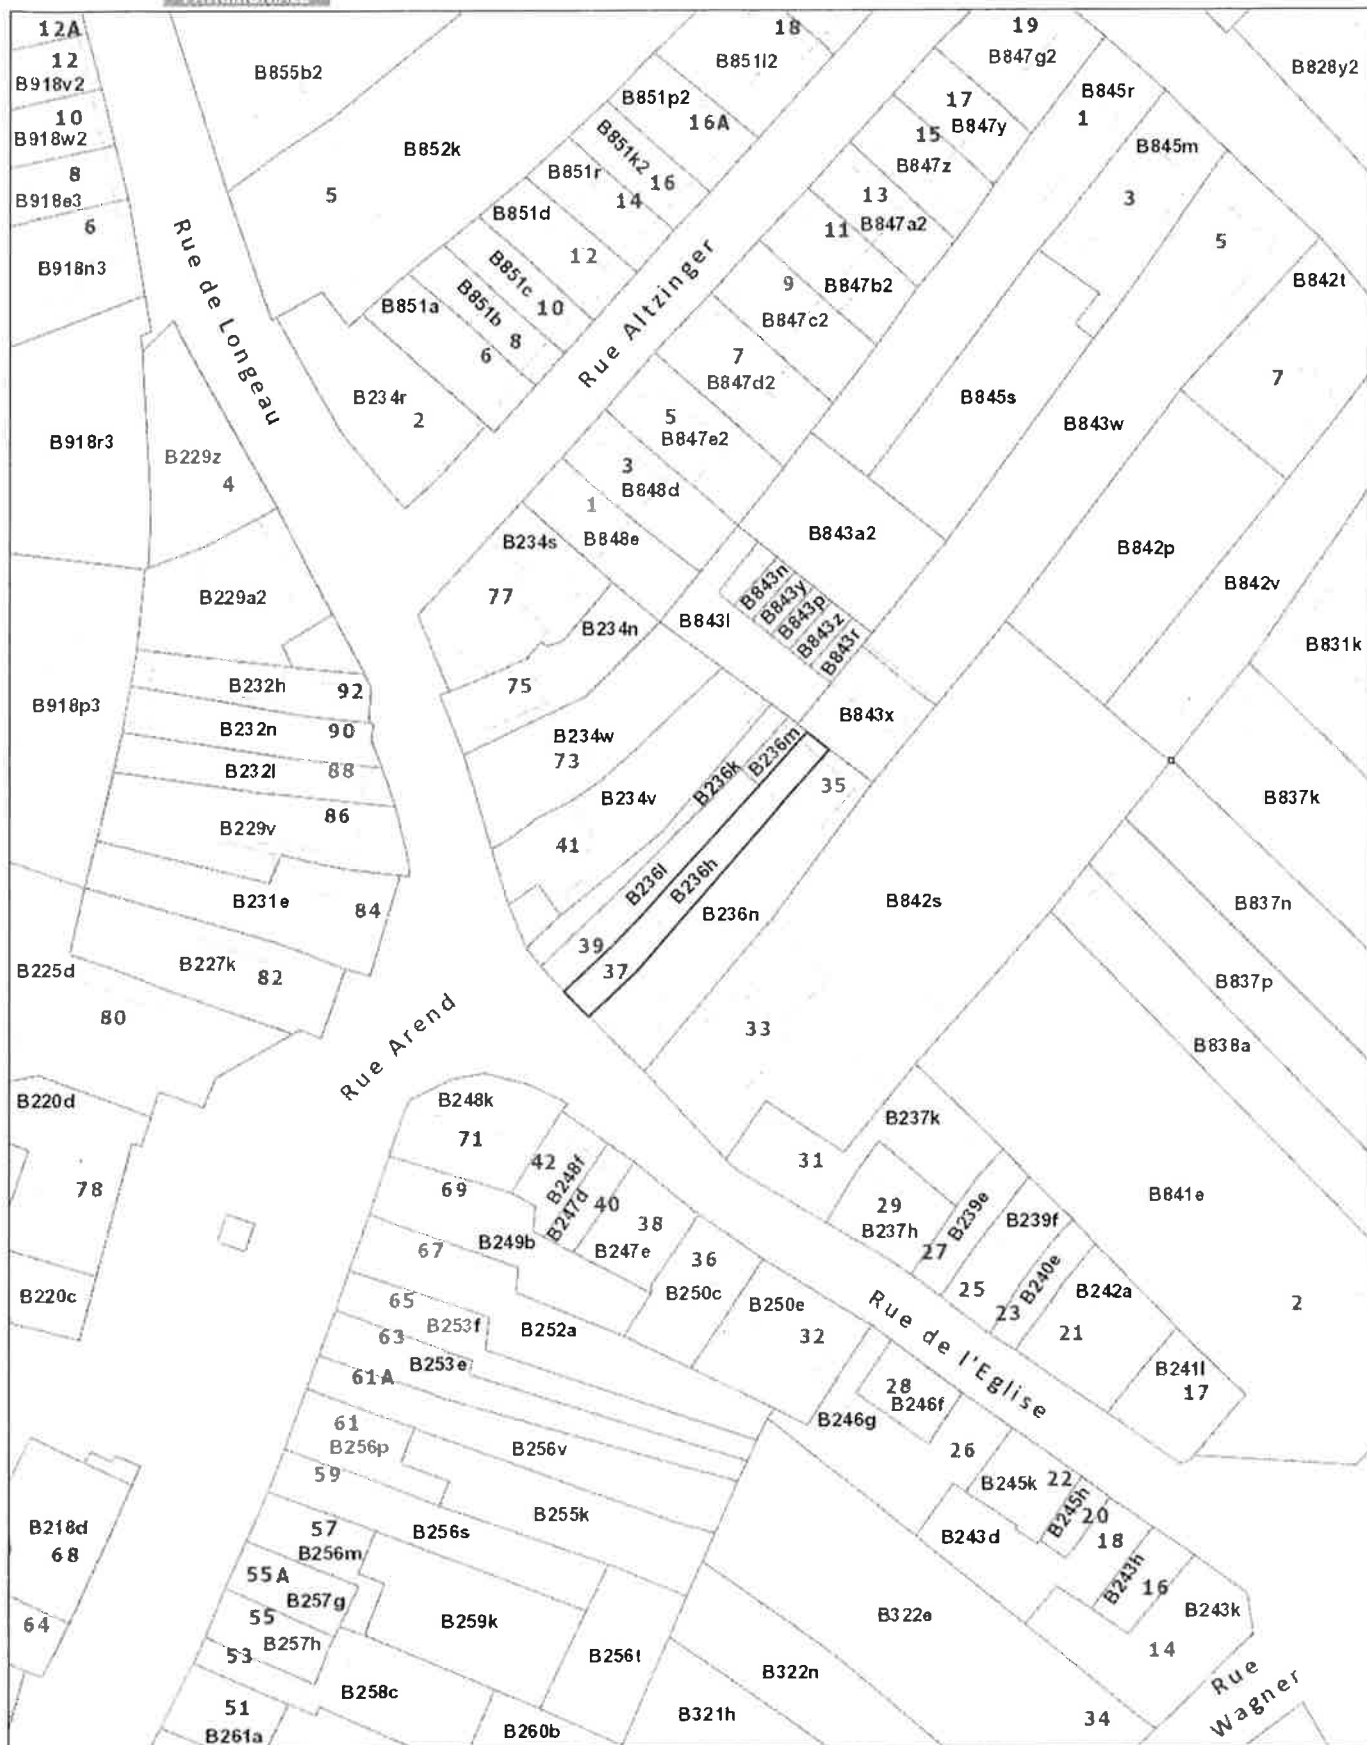 12A
18
19
12
B855b2
B851l2
B847g2
B828y2
B918v2
B851p2
17
B845r
10
16A
15
B847y
1
B918w2
B852k
B851k2
B847z
B845m
8
5
B851r
16
13
3
B918e3
14
B847a2
6
B851d
11
5
Rue de Longeau
12
B918n3
B851c
9
B847b2
B842t
B851a
B851b
10
Rue Altzinger
B847c2
8
6
7
7
B847d2
B234r
B845s
2
5
B843w
B918r3
B847e2
B229z
3
4
B848d
1
B843a2
B234s
B848e
B842p
B843n
B842v
B229a2
77
B843y
B843p
B234n
B843l
B843z
B831k
B843r
B232h
92
75
B918p3
B843x
B232n
90
B234w
B236m
73
B232l
88
B236k
35
B234v
B837k
86
B229v
41
B236l
B236h
B231e
B842s
B837n
84
B236n
39
B227k
B225d
82
37
B837p
80
33
B838a
Rue Arend
B220d
B248k
B237k
71
42
B248f
31
78
69
B247d
40
29
B239e
B841e
38
B237h
B239f
67
B249b
B247e
36
27
B240e
B220c
65
B250c
B250e
25
B242a
2
B253f
B252a
32
Rue de l'Eglise
23
63
21
B253e
B241l
61A
28
17
B246f
61
B246g
B256p
B256v
26
59
B245k
22
B255k
B245h
20
B218d
57
B256s
B243d
68
B256m
18
55A
B243h
16
B257g
B322e
B243k
64
55
B259k
B257h
53
B256t
14
B322n
B258c
Rue Wagner
51
B321h
34
B261a
B260b